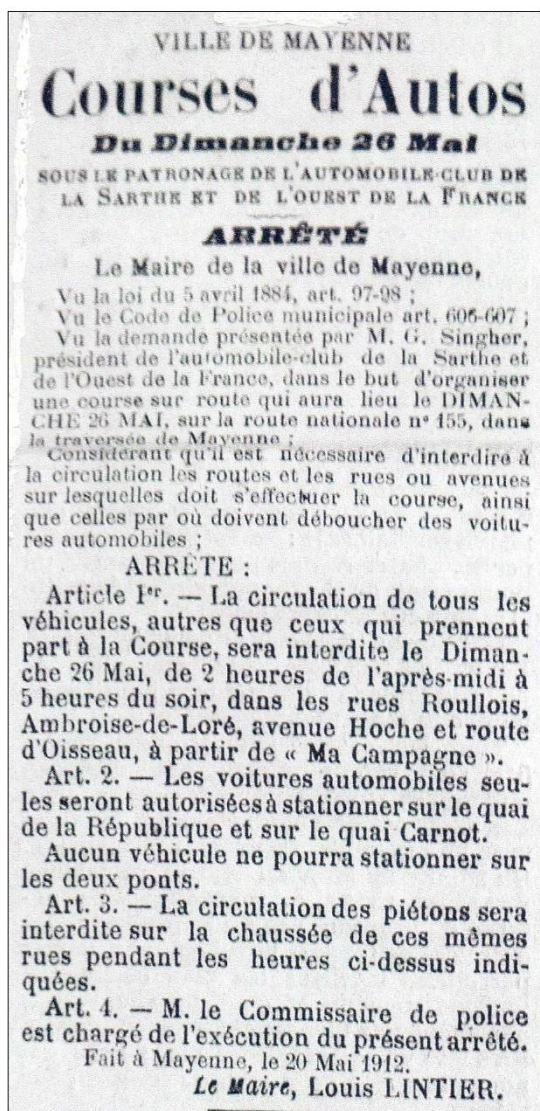 VILLE DE MAYENNE
Courses d'Autos
Du Dimanche 26 Mai
SOUS LE PATRONAGE DE L'AUTOMOBILE-CLUB DE
LA SARTHE ET DE L'OUEST DE LA FRANCE
ARRÊTÉ
Le Maire de la ville de Mayenne,
Vu la loi du 5 avril 1884, art. 97-98 ;
Vu le Code de Police municipale art. 606-607 ;
Vu la demande présentée par M. G. Singher,
président de l'automobile-club de la Sarthe et
de l'Ouest de la France, dans le but d'organiser
une course sur route qui aura lieu le DIMAN-
CHE 26 MAI, sur la route nationale n° 155, dans
la traversée de Mayenne ;
Considérant qu'il est nécessaire d'interdire à
la circulation les routes et les rues ou avenues
sur lesquelles doit s'effectuer la course, ainsi
que celles par où doivent déboucher des voitu-
res automobiles ;
ARRÊTE :
Article 1er. — La circulation de tous les
véhicules, autres que ceux qui prennent
part à la Course, sera interdite le Diman-
che 26 Mai, de 2 heures de l'après-midi à
5 heures du soir, dans les rues Roullois,
Ambroise-de-Loré, avenue Hoche et route
d'Oisseau, à partir de « Ma Campagne ».
Art. 2. — Les voitures automobiles seu-
les seront autorisées à stationner sur le quai
de la République et sur le quai Carnot.
Aucun véhicule ne pourra stationner sur
les deux ponts.
Art. 3. — La circulation des piétons sera
interdite sur la chaussée de ces mêmes
rues pendant les heures ci-dessus indi-
quées.
Art. 4. — M. le Commissaire de police
est chargé de l'exécution du présent arrêté.
Fait à Mayenne, le 20 Mai 1912.
Le Maire, Louis LINTIER.